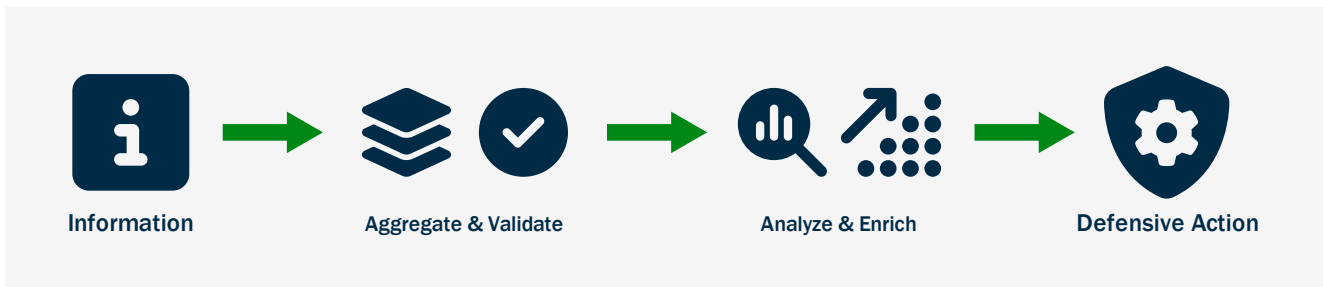 Information
Aggregate & Validate
Analyze & Enrich
Defensive Action